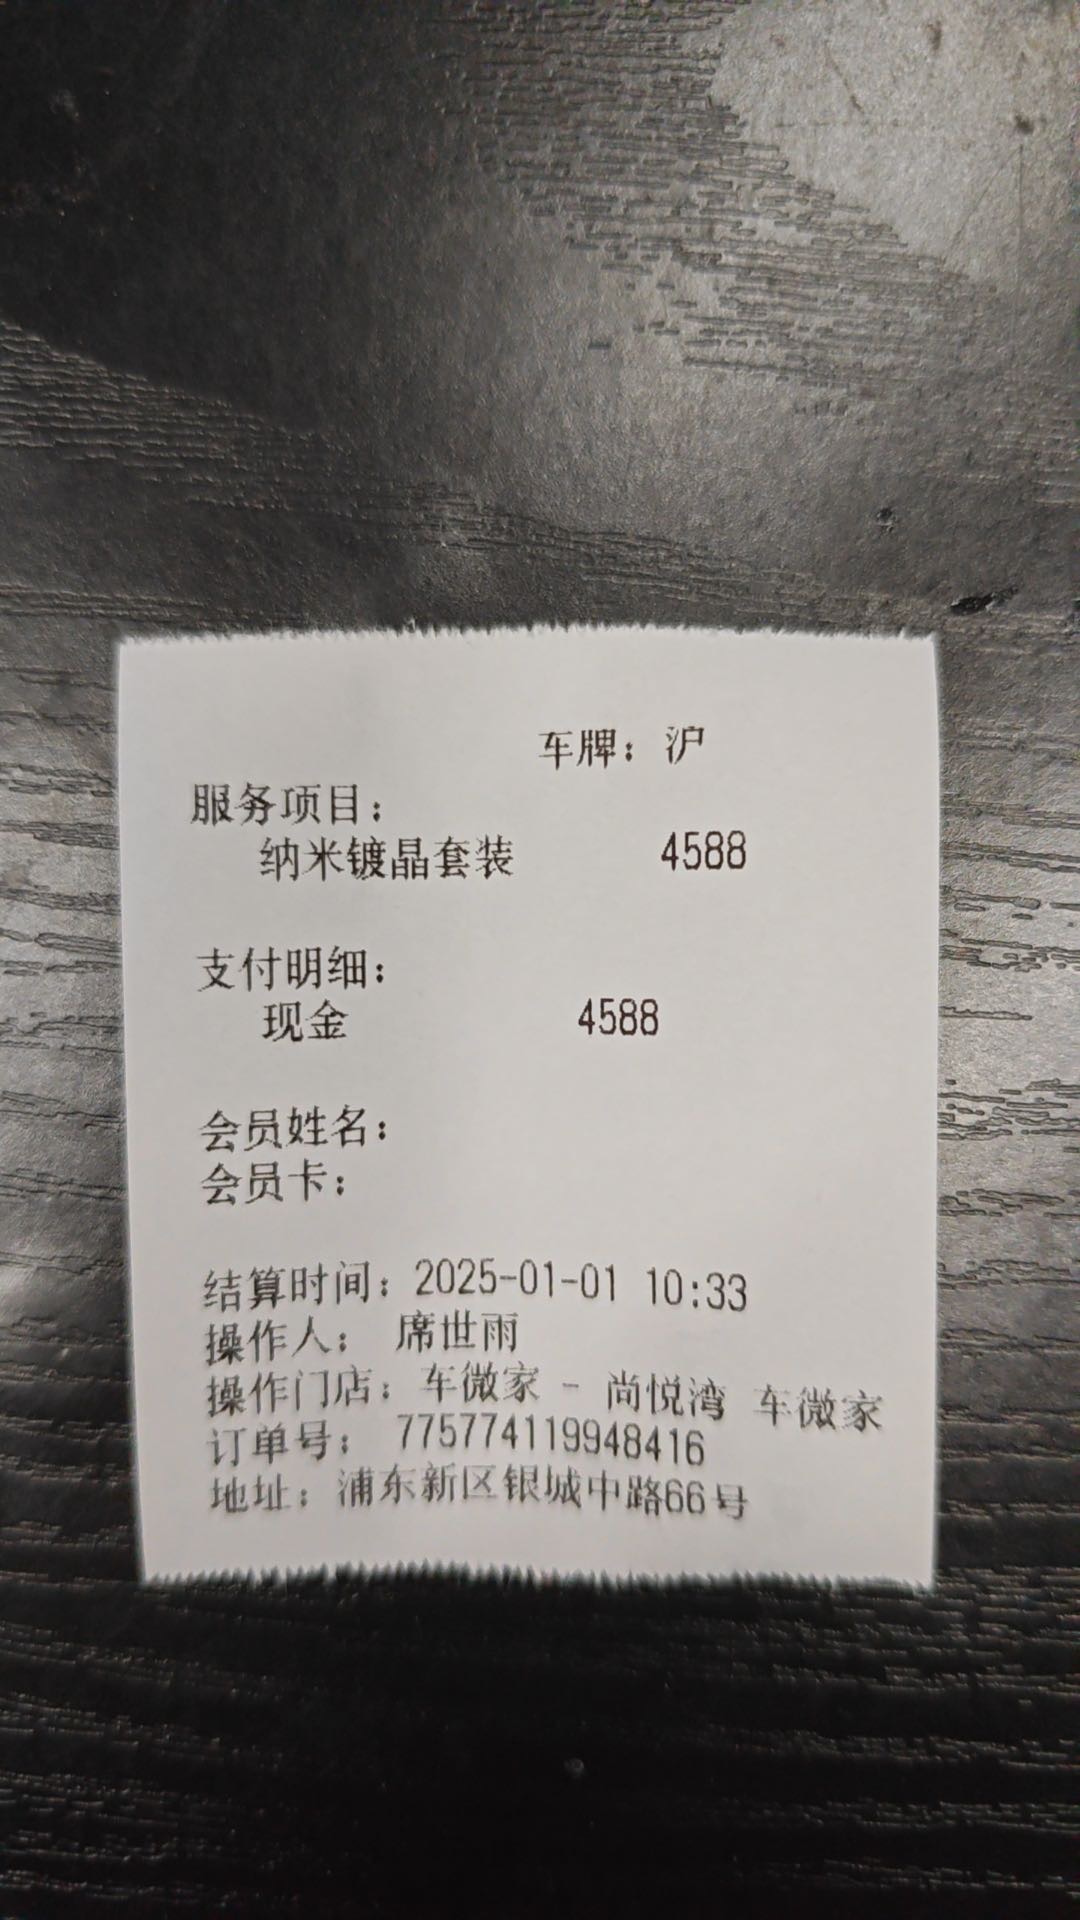 车牌：沪
服务项目：
纳米镀晶套装 4588
支付明细：
现金 4588
会员姓名：
会员卡：
结算时间：2025-01-01 10:33
操作人： 席世雨
操作门店：车微家 - 尚悦湾 车微家
订单号： 775774119948416
地址：浦东新区银城中路66号